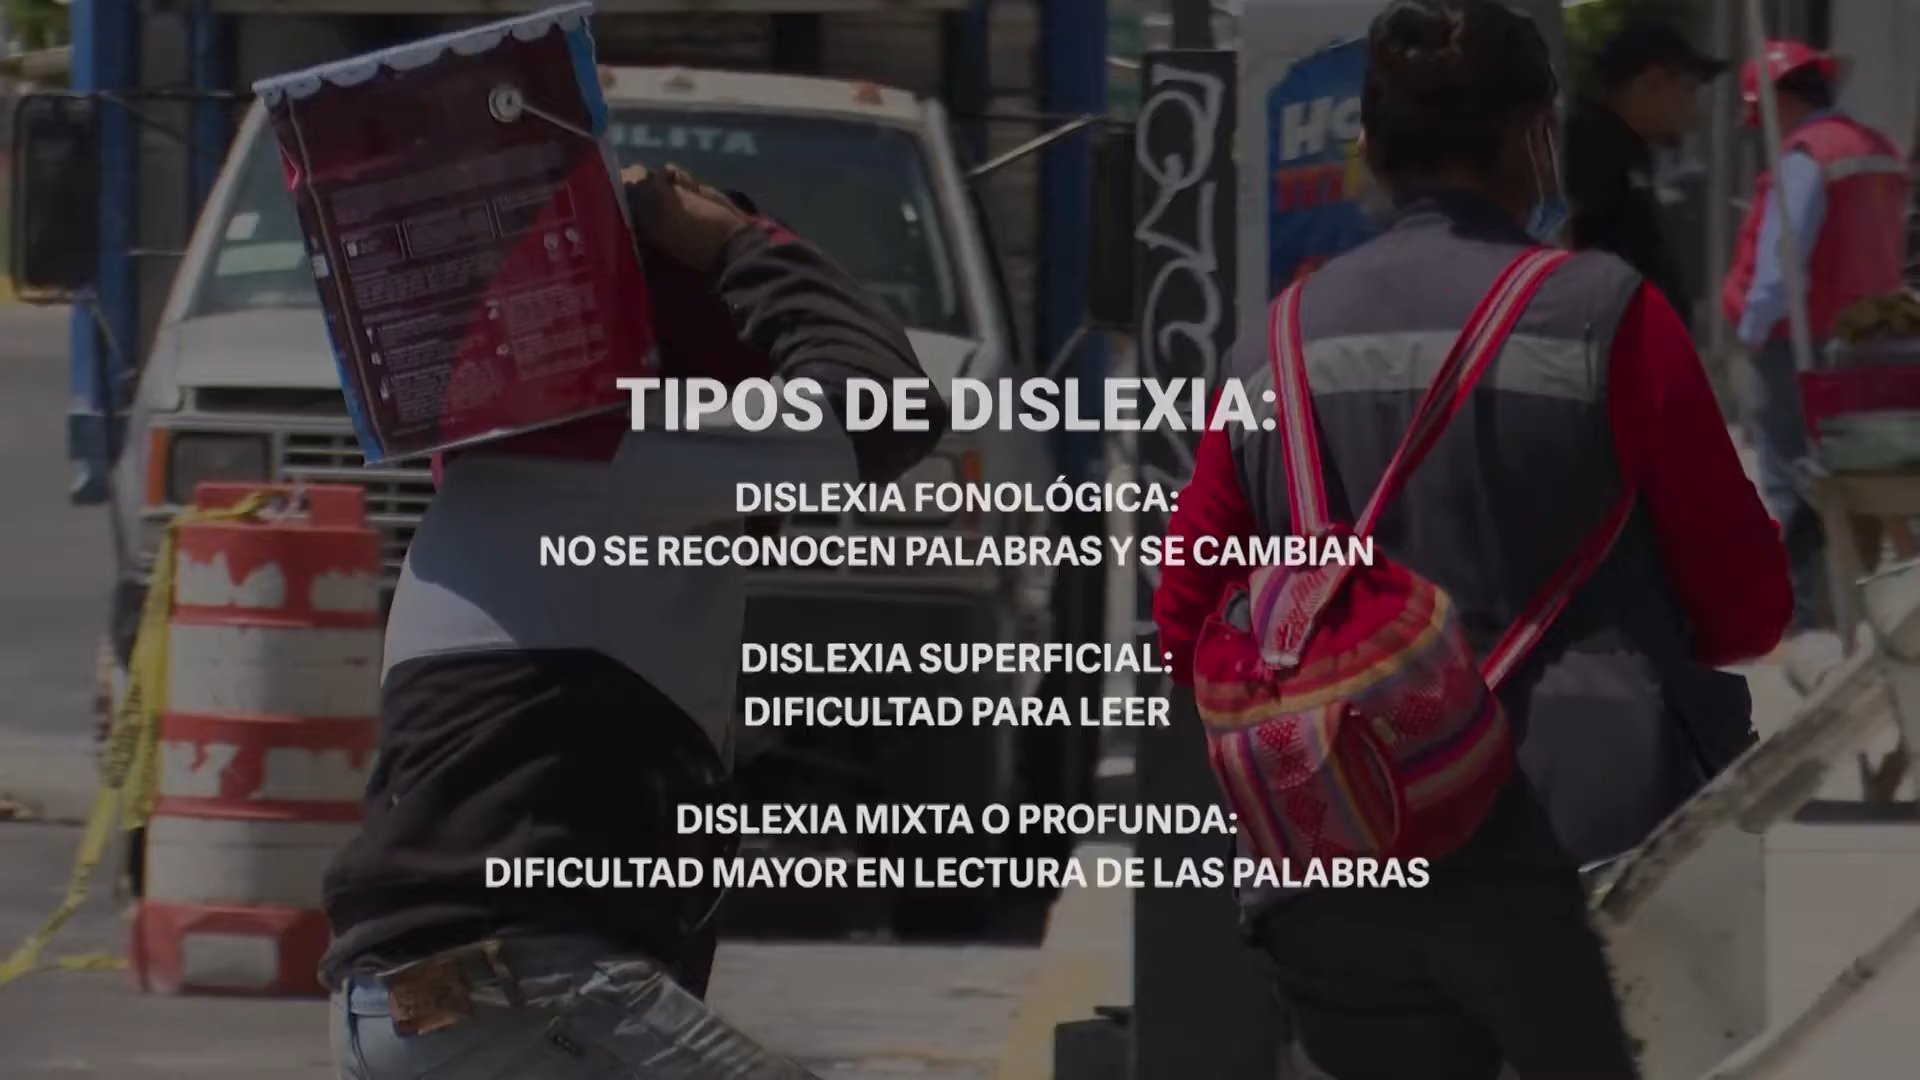 TIPOS DE DISLEXIA:
DISLEXIA FONOLÓGICA:
NO SE RECONOCEN PALABRAS Y SE CAMBIAN
DISLEXIA SUPERFICIAL:
DIFICULTAD PARA LEER
DISLEXIA MIXTA O PROFUNDA:
DIFICULTAD MAYOR EN LECTURA DE LAS PALABRAS